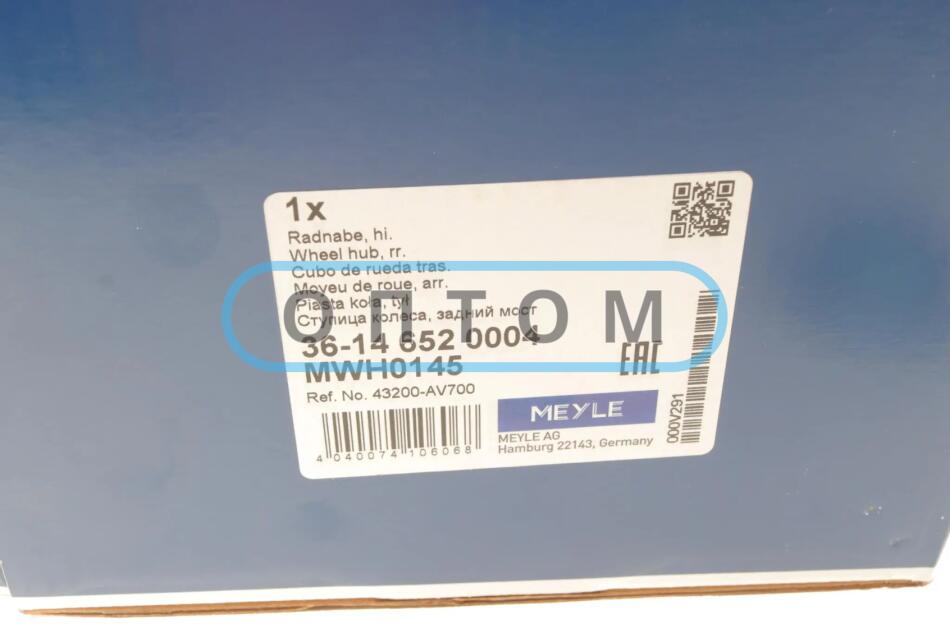 1x
Radnabe, hi.
Wheel hub, rr.
Cubo de rueda tras.
Moyeu de roue, arr.
Piasta koła, tył
Ступица колеса, задний мост
ОПТОМ
36-14 652 0004
MWH0145
EAC
Ref. No. 43200-AV700
MEYLE
MEYLE AG
Hamburg 22143, Germany
4 040074 106068
000V291